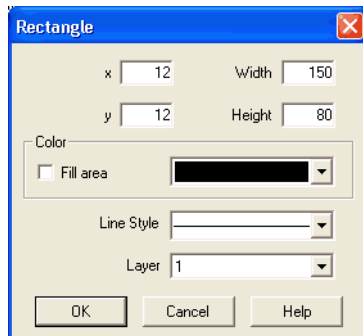 Rectangle
x 12 Width 150
y 12 Height 80
Color
Fill area
Line Style
Layer 1
OK Cancel Help